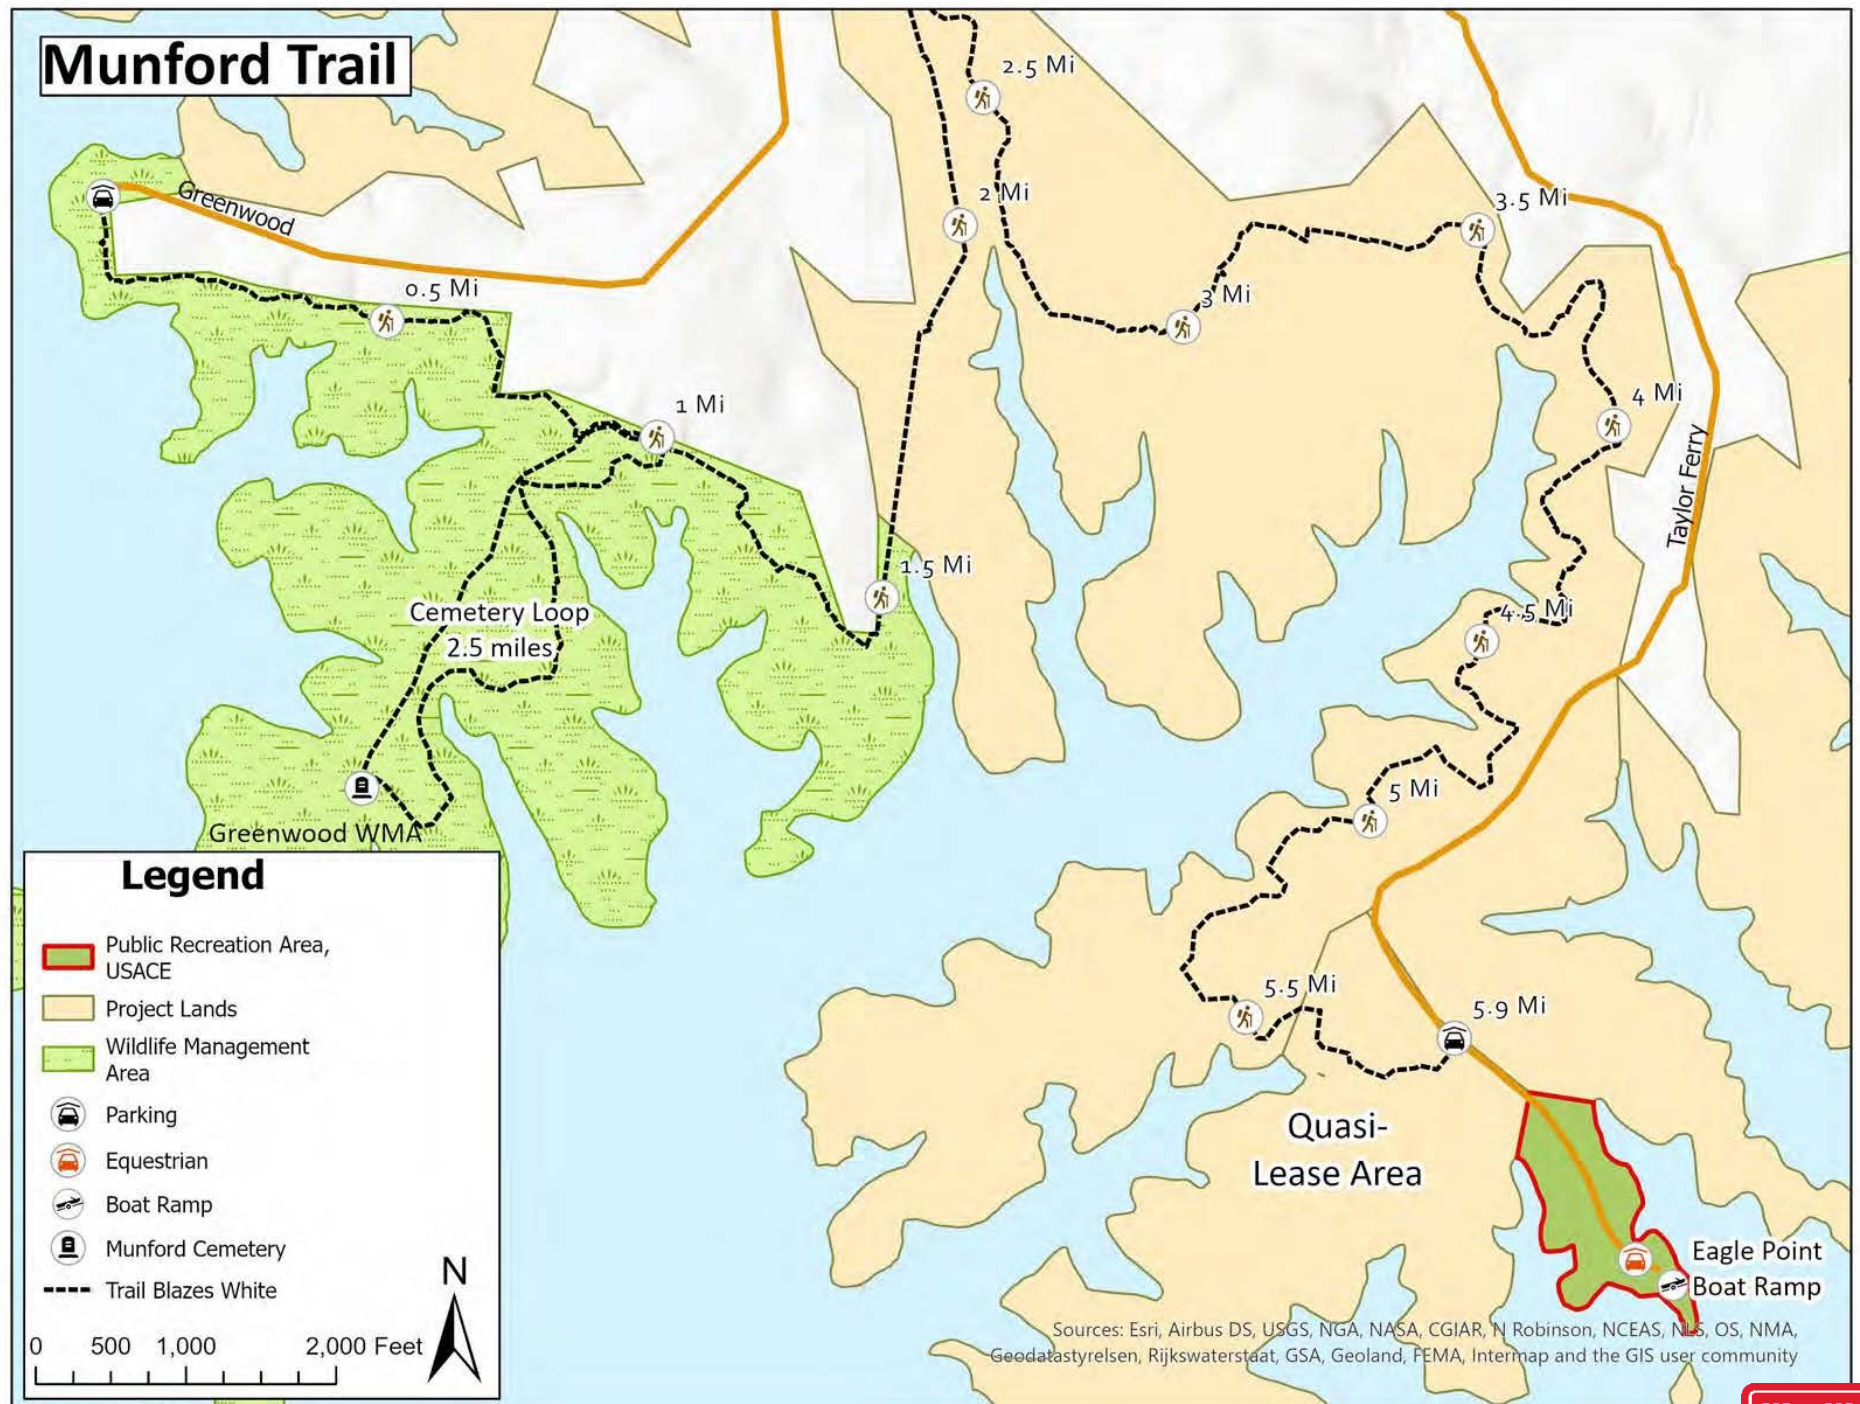 Munford Trail
2.5 Mi
2 Mi
3.5 Mi
Greenwood
0.5 Mi
3 Mi
1 Mi
4 Mi
Taylor Ferry
1.5 Mi
4.5 Mi
Cemetery Loop
2.5 miles
5 Mi
Greenwood WMA
5.5 Mi
5.9 Mi
Quasi-
Lease Area
Eagle Point
Boat Ramp
Legend
Public Recreation Area,
USACE
Project Lands
Wildlife Management
Area
Parking
Equestrian
Boat Ramp
Munford Cemetery
Trail Blazes White
N
0 500 1,000 2,000 Feet
Sources: Esri, Airbus DS, USGS, NGA, NASA, CGIAR, N Robinson, NCEAS, NLS, OS, NMA,
Geodatastyrelsen, Rijkswaterstaat, GSA, Geoland, FEMA, Intermap and the GIS user community